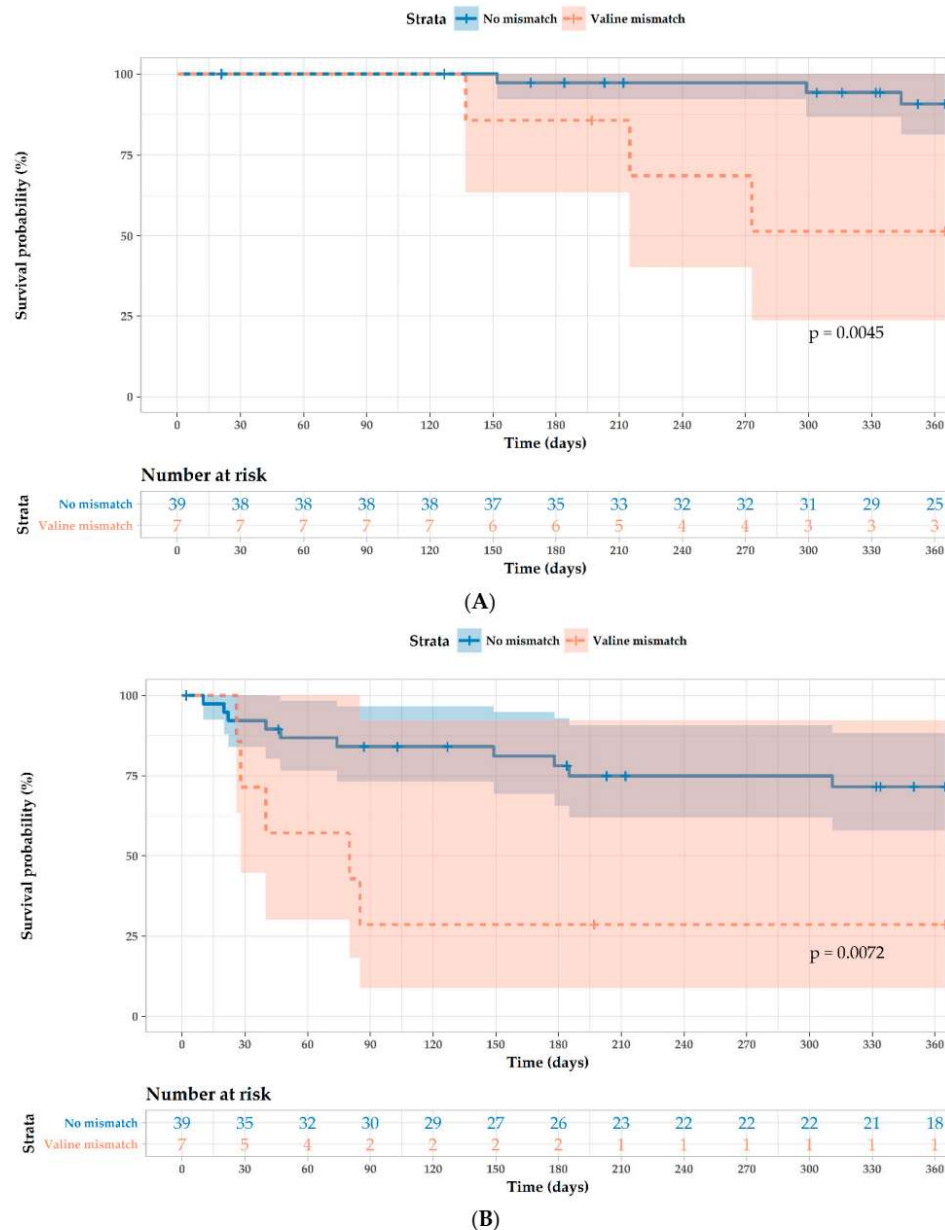 Strata No mismatch Valine mismatch
100
75
50
25
0
Survival probability (%)
p = 0.0045
0 30 60 90 120 150 180 210 240 270 300 330 360
Time (days)
Number at risk
Strata
No mismatch 39 38 38 38 38 37 35 33 32 32 31 29 25
Valine mismatch 7 7 7 7 7 6 6 5 4 4 3 3 3
0 30 60 90 120 150 180 210 240 270 300 330 360
Time (days)
(A)
Strata No mismatch Valine mismatch
100
75
50
25
0
Survival probability (%)
p = 0.0072
0 30 60 90 120 150 180 210 240 270 300 330 360
Time (days)
Number at risk
Strata
No mismatch 39 35 32 30 29 27 26 23 22 22 22 21 18
Valine mismatch 7 5 4 2 2 2 2 1 1 1 1 1 1
0 30 60 90 120 150 180 210 240 270 300 330 360
Time (days)
(B)